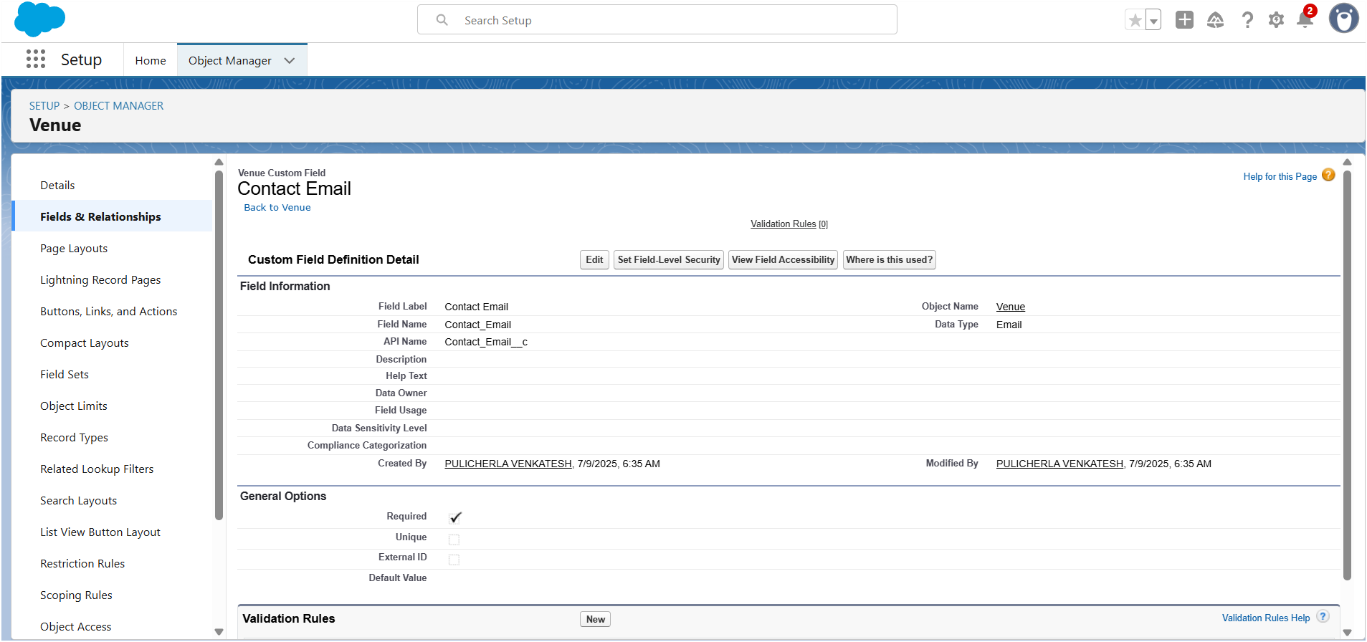 Search Setup
2
Setup
Home
Object Manager
SETUP > OBJECT MANAGER
Venue
Details
Fields & Relationships
Page Layouts
Lightning Record Pages
Buttons, Links, and Actions
Compact Layouts
Field Sets
Object Limits
Record Types
Related Lookup Filters
Search Layouts
List View Button Layout
Restriction Rules
Scoping Rules
Object Access
Venue Custom Field
Contact Email
Back to Venue
Help for this Page ?
Validation Rules [0]
Custom Field Definition Detail
Edit
Set Field-Level Security
View Field Accessibility
Where is this used?
Field Information
Field Label Contact Email Object Name Venue
Field Name Contact_Email Data Type Email
API Name Contact_Email__c
Description
Help Text
Data Owner
Field Usage
Data Sensitivity Level
Compliance Categorization
Created By PULICHERLA VENKATESH, 7/9/2025, 6:35 AM Modified By PULICHERLA VENKATESH, 7/9/2025, 6:35 AM
General Options
Required
Unique
External ID
Default Value
Validation Rules New Validation Rules Help ?